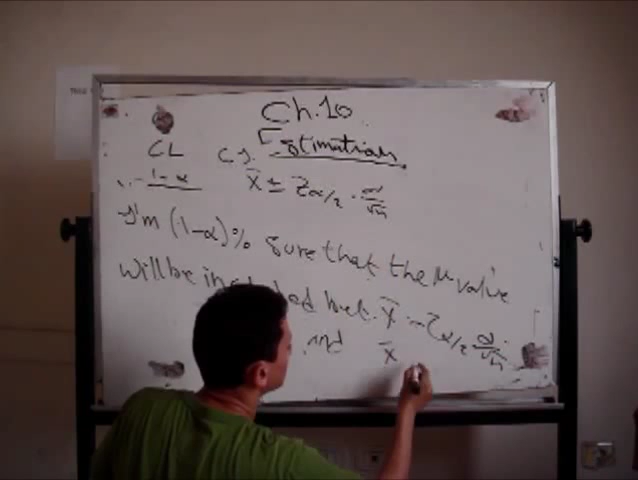 Ch.10
Estimation
CL C.I. X̄ ± Zα/2 · σ/√n
1-α
I'm (1-α)% sure that the μ value
will be included bet. X̄ - Zα/2 σ/√n
and X̄